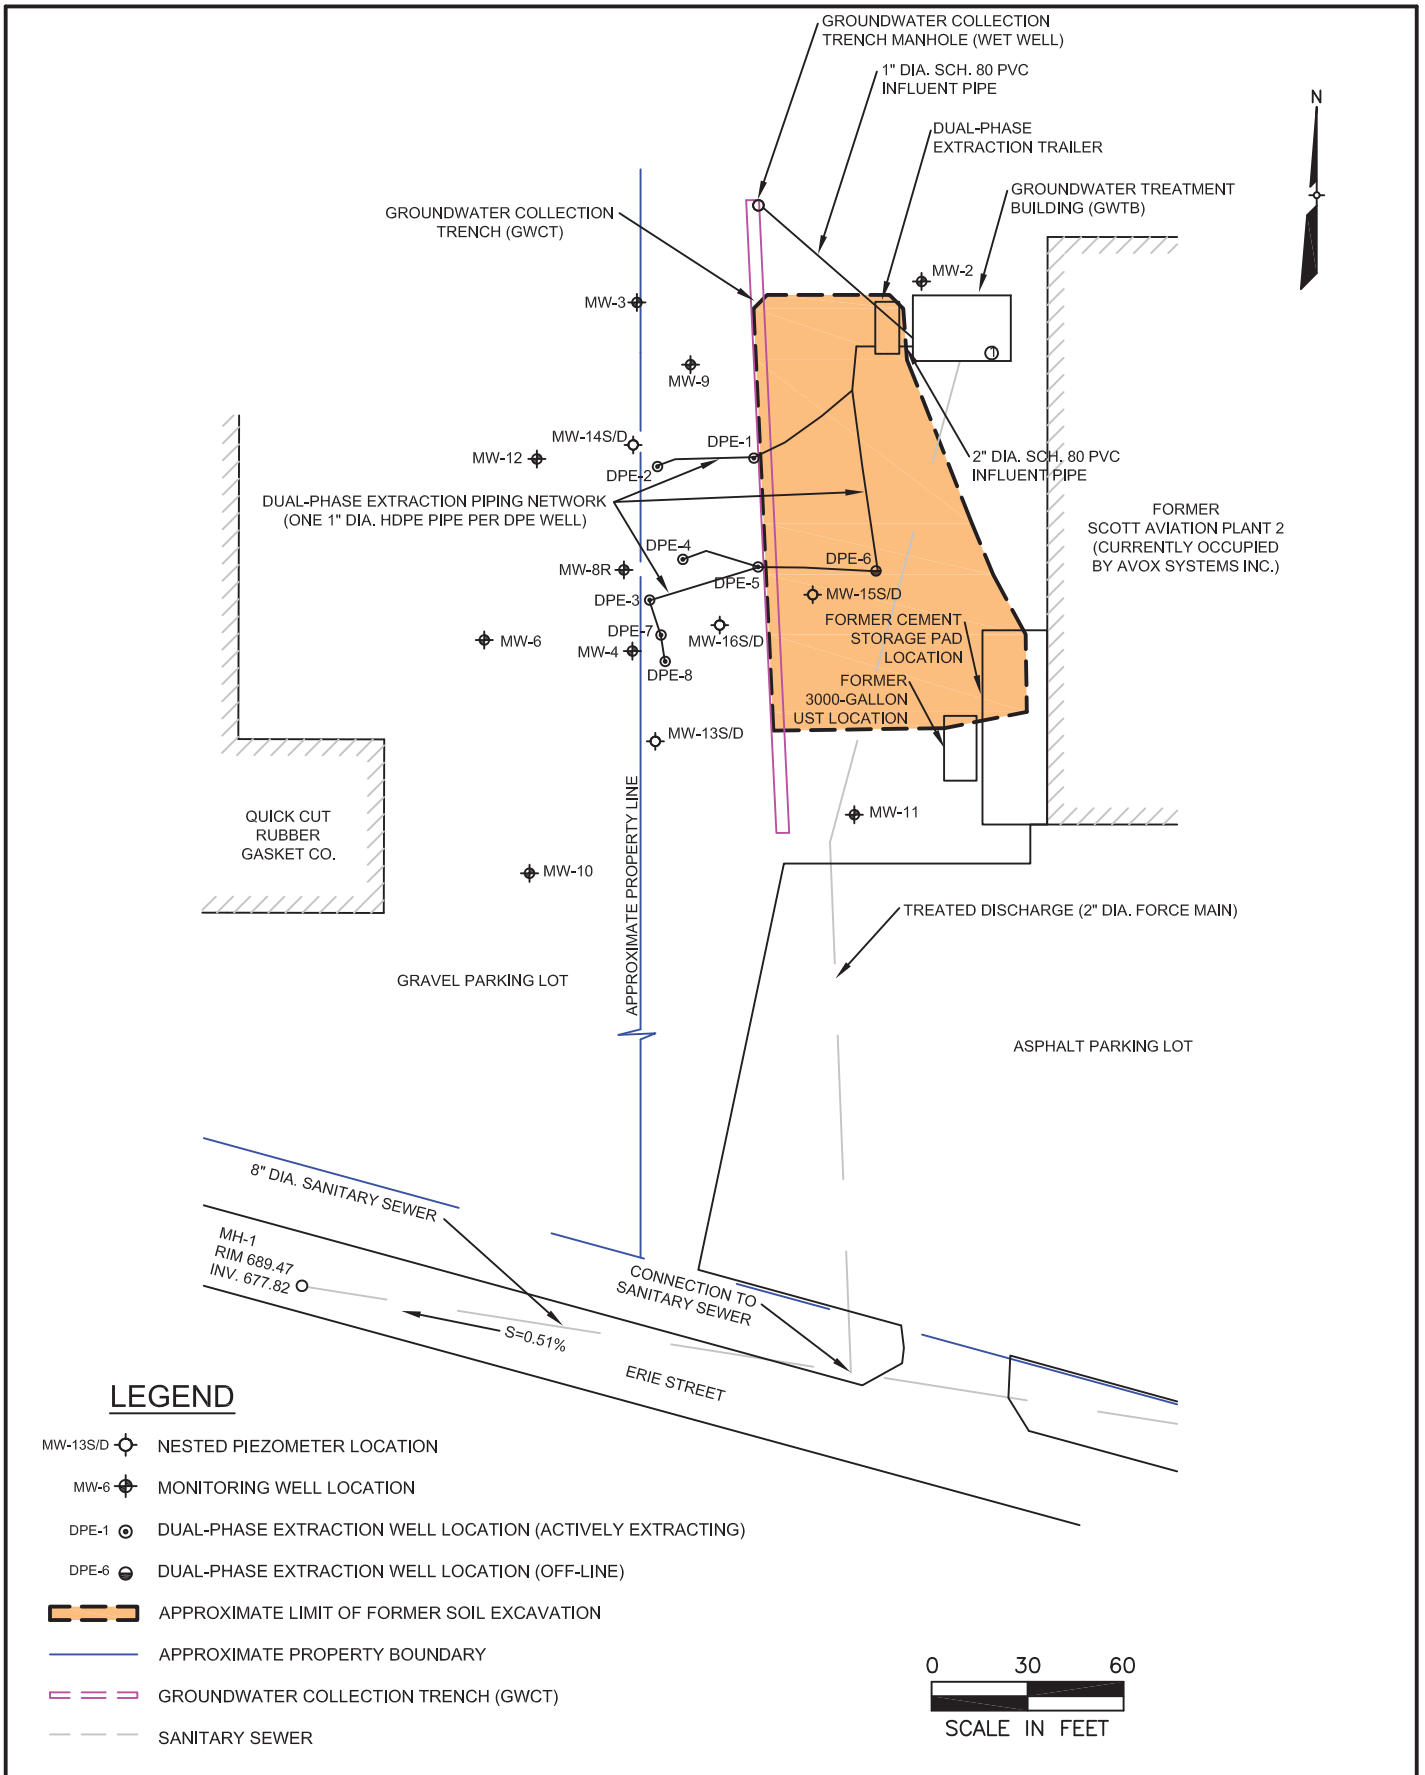 GROUNDWATER COLLECTION
TRENCH MANHOLE (WET WELL)
1" DIA. SCH. 80 PVC
INFLUENT PIPE
N
DUAL-PHASE
EXTRACTION TRAILER
GROUNDWATER TREATMENT
BUILDING (GWTB)
GROUNDWATER COLLECTION
TRENCH (GWCT)
MW-2
MW-3
MW-9
MW-14S/D
MW-12
DPE-1
DPE-2
2" DIA. SCH. 80 PVC
INFLUENT PIPE
DUAL-PHASE EXTRACTION PIPING NETWORK
(ONE 1" DIA. HDPE PIPE PER DPE WELL)
FORMER
SCOTT AVIATION PLANT 2
(CURRENTLY OCCUPIED
BY AVOX SYSTEMS INC.)
DPE-4
DPE-6
MW-8R
DPE-5
DPE-3
MW-15S/D
FORMER CEMENT
STORAGE PAD
LOCATION
DPE-7
MW-16S/D
MW-6
MW-4
DPE-8
FORMER
3000-GALLON
UST LOCATION
MW-13S/D
APPROXIMATE PROPERTY LINE
MW-11
QUICK CUT
RUBBER
GASKET CO.
MW-10
TREATED DISCHARGE (2" DIA. FORCE MAIN)
GRAVEL PARKING LOT
ASPHALT PARKING LOT
8" DIA. SANITARY SEWER
MH-1
RIM 689.47
INV. 677.82
CONNECTION TO
SANITARY SEWER
S=0.51%
ERIE STREET
LEGEND
MW-13S/D NESTED PIEZOMETER LOCATION
MW-6 MONITORING WELL LOCATION
DPE-1 DUAL-PHASE EXTRACTION WELL LOCATION (ACTIVELY EXTRACTING)
DPE-6 DUAL-PHASE EXTRACTION WELL LOCATION (OFF-LINE)
APPROXIMATE LIMIT OF FORMER SOIL EXCAVATION
APPROXIMATE PROPERTY BOUNDARY
GROUNDWATER COLLECTION TRENCH (GWCT)
SANITARY SEWER
0 30 60
SCALE IN FEET